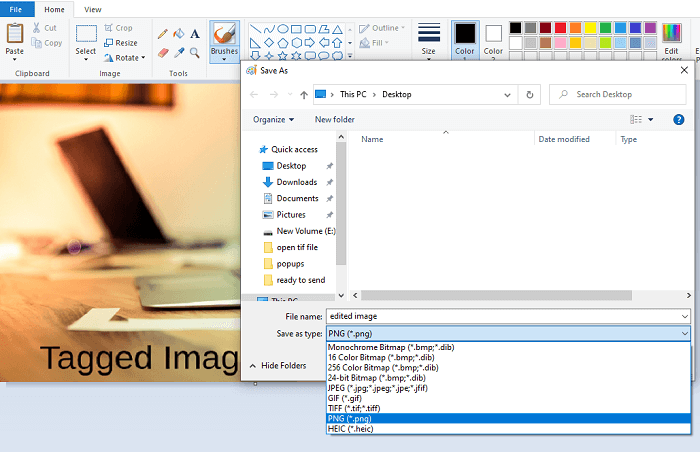 File Home View
Paste
Cut
Copy
Clipboard
Select
Crop
Resize
Rotate
Image
Tools
Brushes
Outline
Fill
Size
Color
Color
2
Edit
Save As
This PC > Desktop
Search Desktop
Organize New folder
Name Date modified Type
Quick access
Desktop
Downloads
Documents
Pictures
New Volume (E:)
open tif file
popups
ready to send
This PC
File name: edited image
Save as type: PNG (*.png)
Monochrome Bitmap (*.bmp;*.dib)
16 Color Bitmap (*.bmp;*.dib)
256 Color Bitmap (*.bmp;*.dib)
24-bit Bitmap (*.bmp;*.dib)
JPEG (*.jpg;*.jpeg;*.jpe;*.jfif)
GIF (*.gif)
TIFF (*.tif;*.tiff)
PNG (*.png)
HEIC (*.heic)
Hide Folders
Tagged Imag